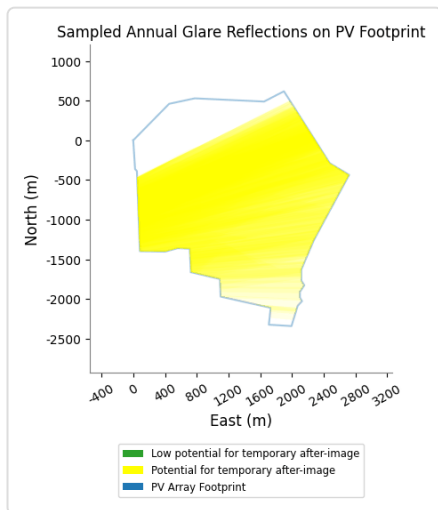 Sampled Annual Glare Reflections on PV Footprint
1000
500
0
-500
-1000
-1500
-2000
-2500
North (m)
-400 0 400 800 1200 1600 2000 2400 2800 3200
East (m)
Low potential for temporary after-image
Potential for temporary after-image
PV Array Footprint